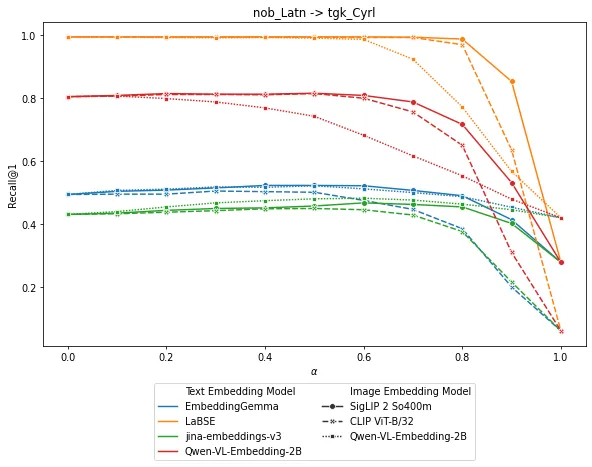 nob_Latn -> tgk_Cyrl
1.0
0.8
0.6
0.4
0.2
Recall@1
0.0 0.2 0.4 0.6 0.8 1.0
α
Text Embedding Model Image Embedding Model
EmbeddingGemma SigLIP 2 So400m
LaBSE CLIP ViT-B/32
jina-embeddings-v3 Qwen-VL-Embedding-2B
Qwen-VL-Embedding-2B